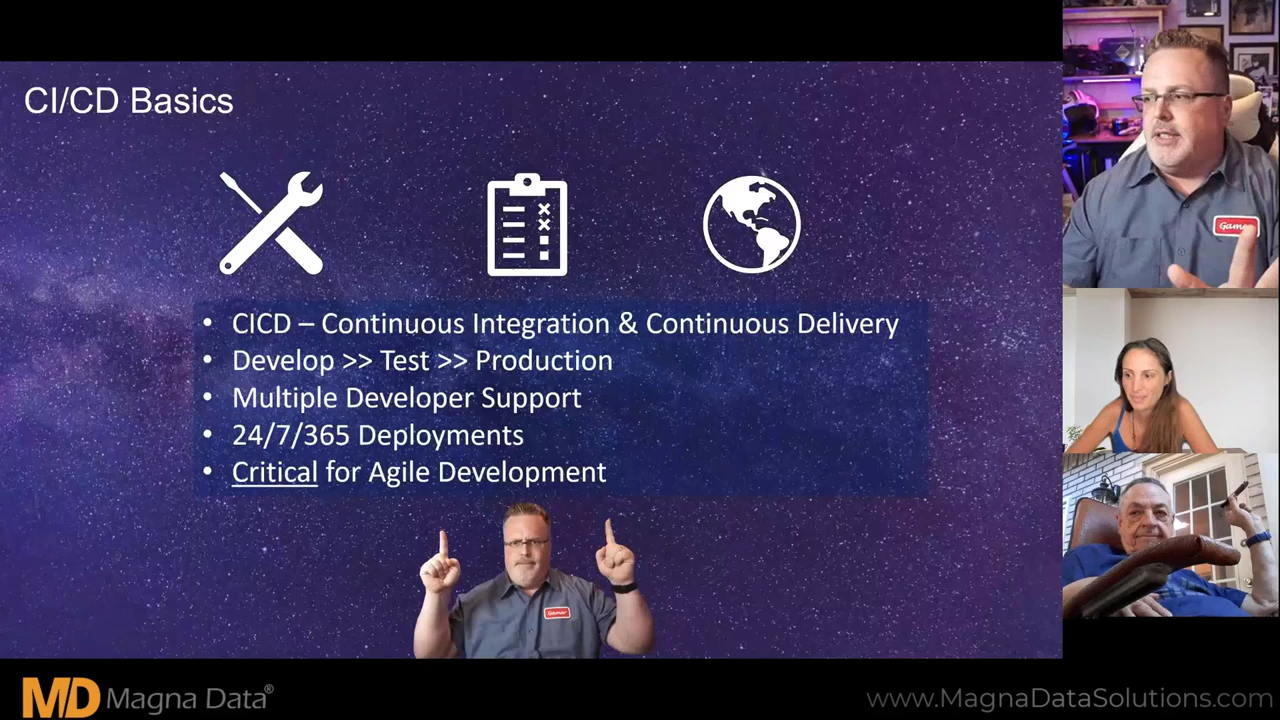 CI/CD Basics
CICD – Continuous Integration & Continuous Delivery
Develop >> Test >> Production
Multiple Developer Support
24/7/365 Deployments
Critical for Agile Development
Gamer
MD Magna Data®
www.MagnaDataSolutions.com